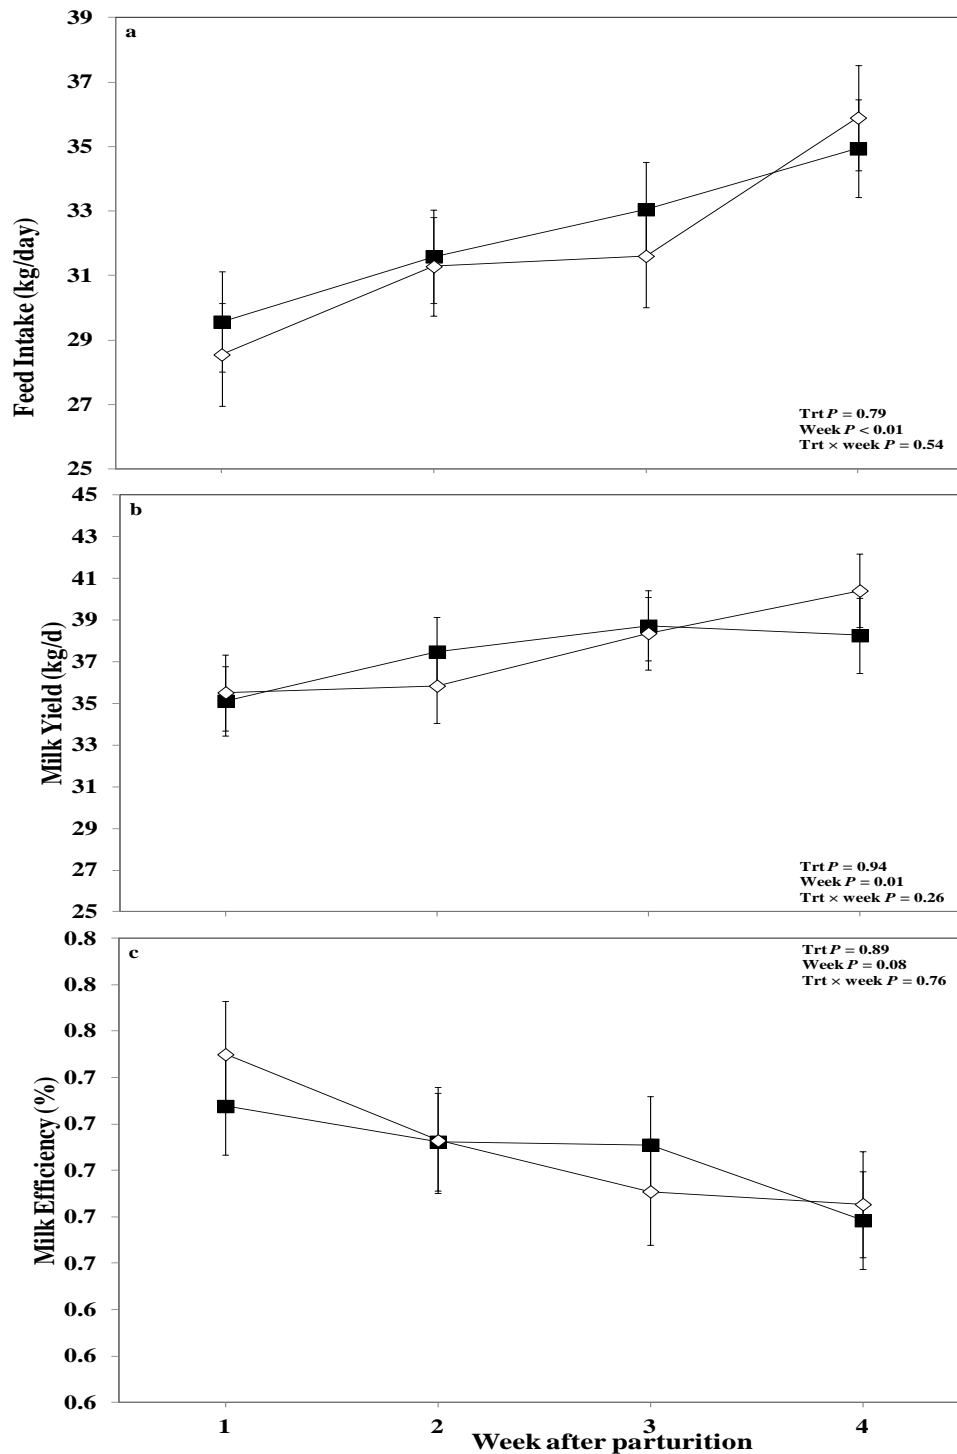 39
a
37
35
33
31
29
27
25
Feed Intake (kg/day)
Trt P = 0.79
Week P < 0.01
Trt × week P = 0.54
45
b
43
41
39
37
35
33
31
29
27
25
Milk Yield (kg/d)
Trt P = 0.94
Week P = 0.01
Trt × week P = 0.26
0.8
c
Trt P = 0.89
Week P = 0.08
Trt × week P = 0.76
0.8
0.8
0.7
0.7
0.7
0.7
0.7
0.6
0.6
0.6
Milk Efficiency (%)
1
2
3
4
Week after parturition